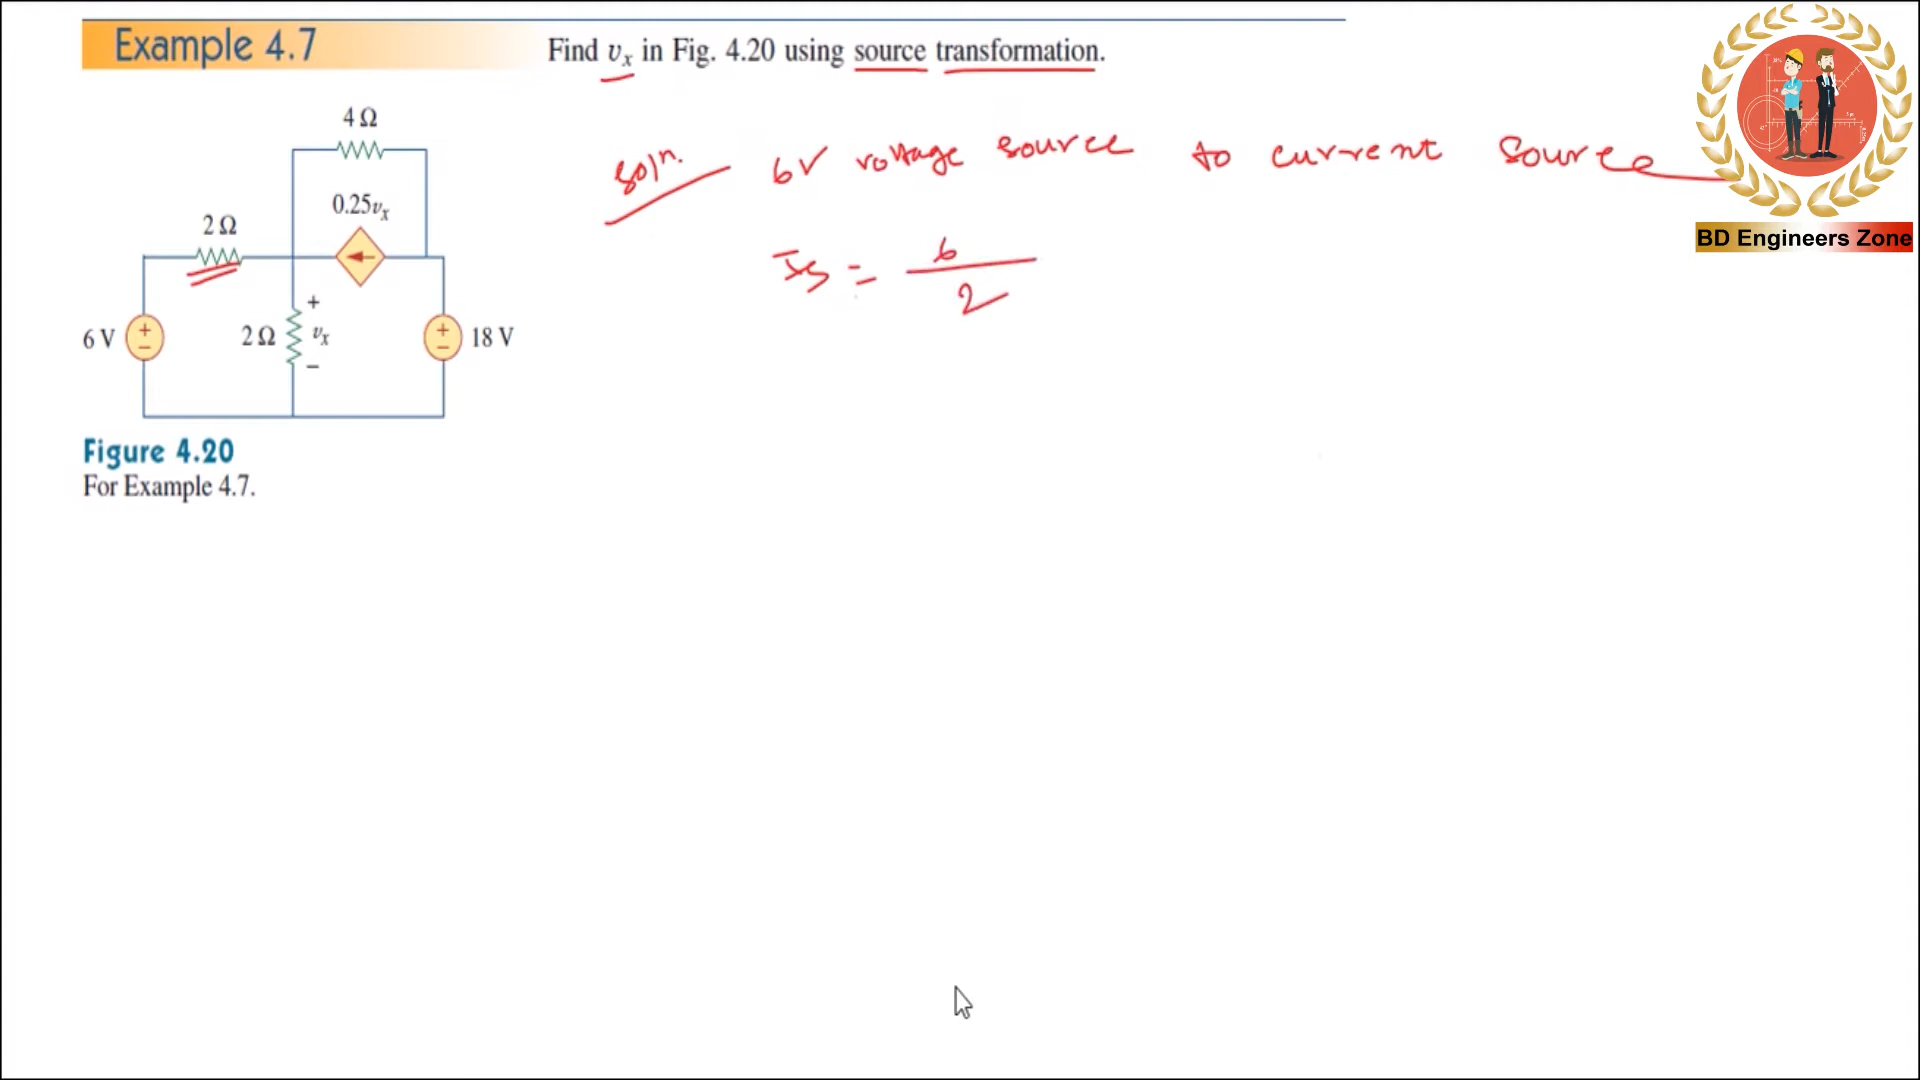 Example 4.7
Find vx in Fig. 4.20 using source transformation.
4 Ω
0.25vx
2 Ω
+
6 V
+
−
2 Ω
vx
+
−
18 V
−
Figure 4.20
For Example 4.7.
Soln. 6V voltage source to current source
Is = 6
2
BD Engineers Zone